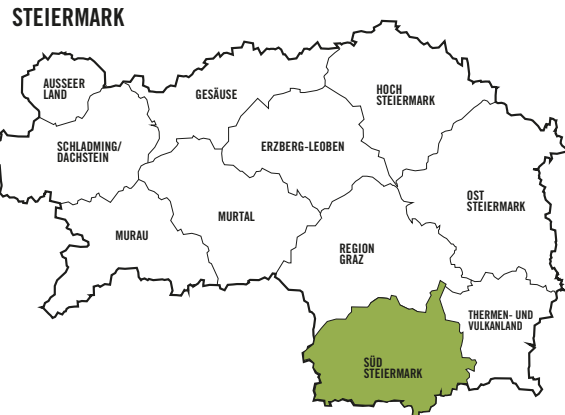 STEIERMARK
AUSSEER
LAND
GESÄUSE
HOCH
STEIERMARK
SCHLADMING/
DACHSTEIN
ERZBERG-LEOBEN
OST
STEIERMARK
MURTAL
MURAU
REGION
GRAZ
THERMEN- UND
VULKANLAND
SÜD
STEIERMARK